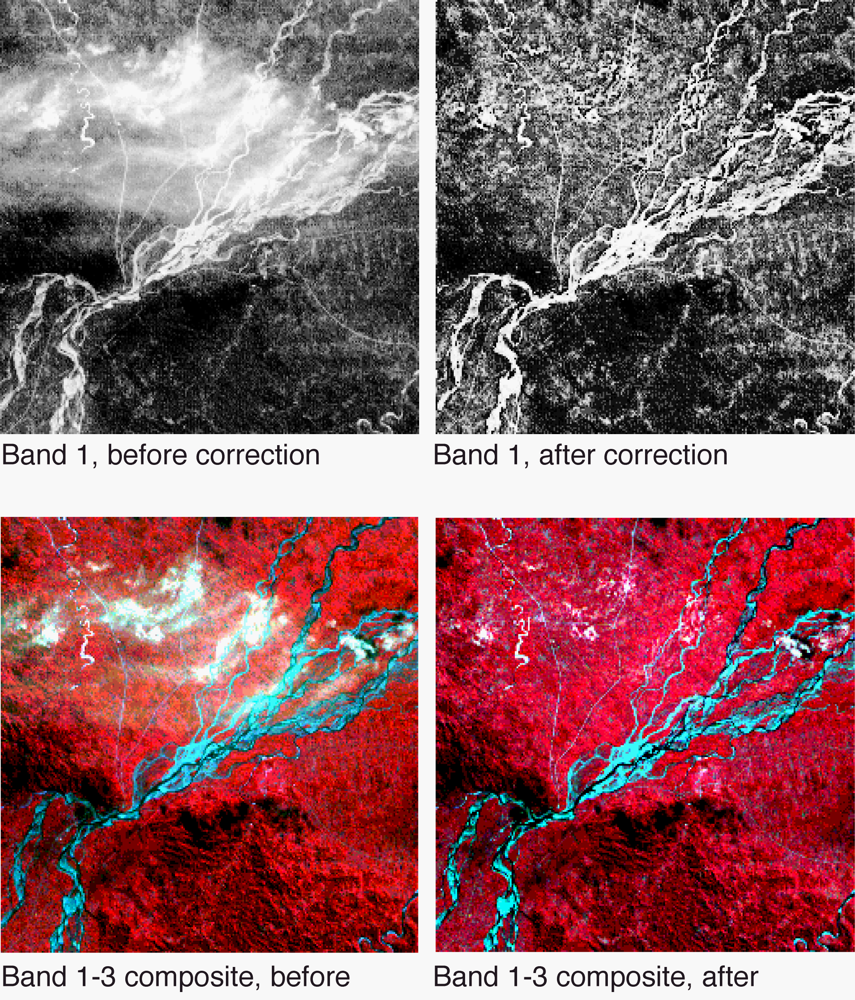 Band 1, before correction
Band 1, after correction
Band 1-3 composite, before
Band 1-3 composite, after